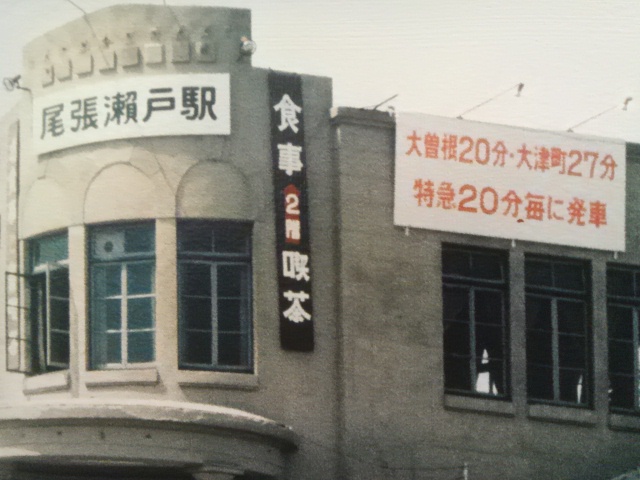 尾張瀬戸駅
食事2階喫茶
大曽根20分・大津町27分
特急20分毎に発車